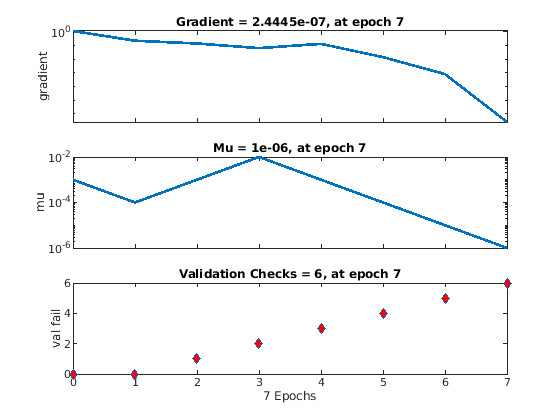 Gradient = 2.4445e-07, at epoch 7
10^0
gradient
Mu = 1e-06, at epoch 7
10^-2
10^-4
10^-6
mu
Validation Checks = 6, at epoch 7
6
4
2
0
val fail
0 1 2 3 4 5 6 7
7 Epochs